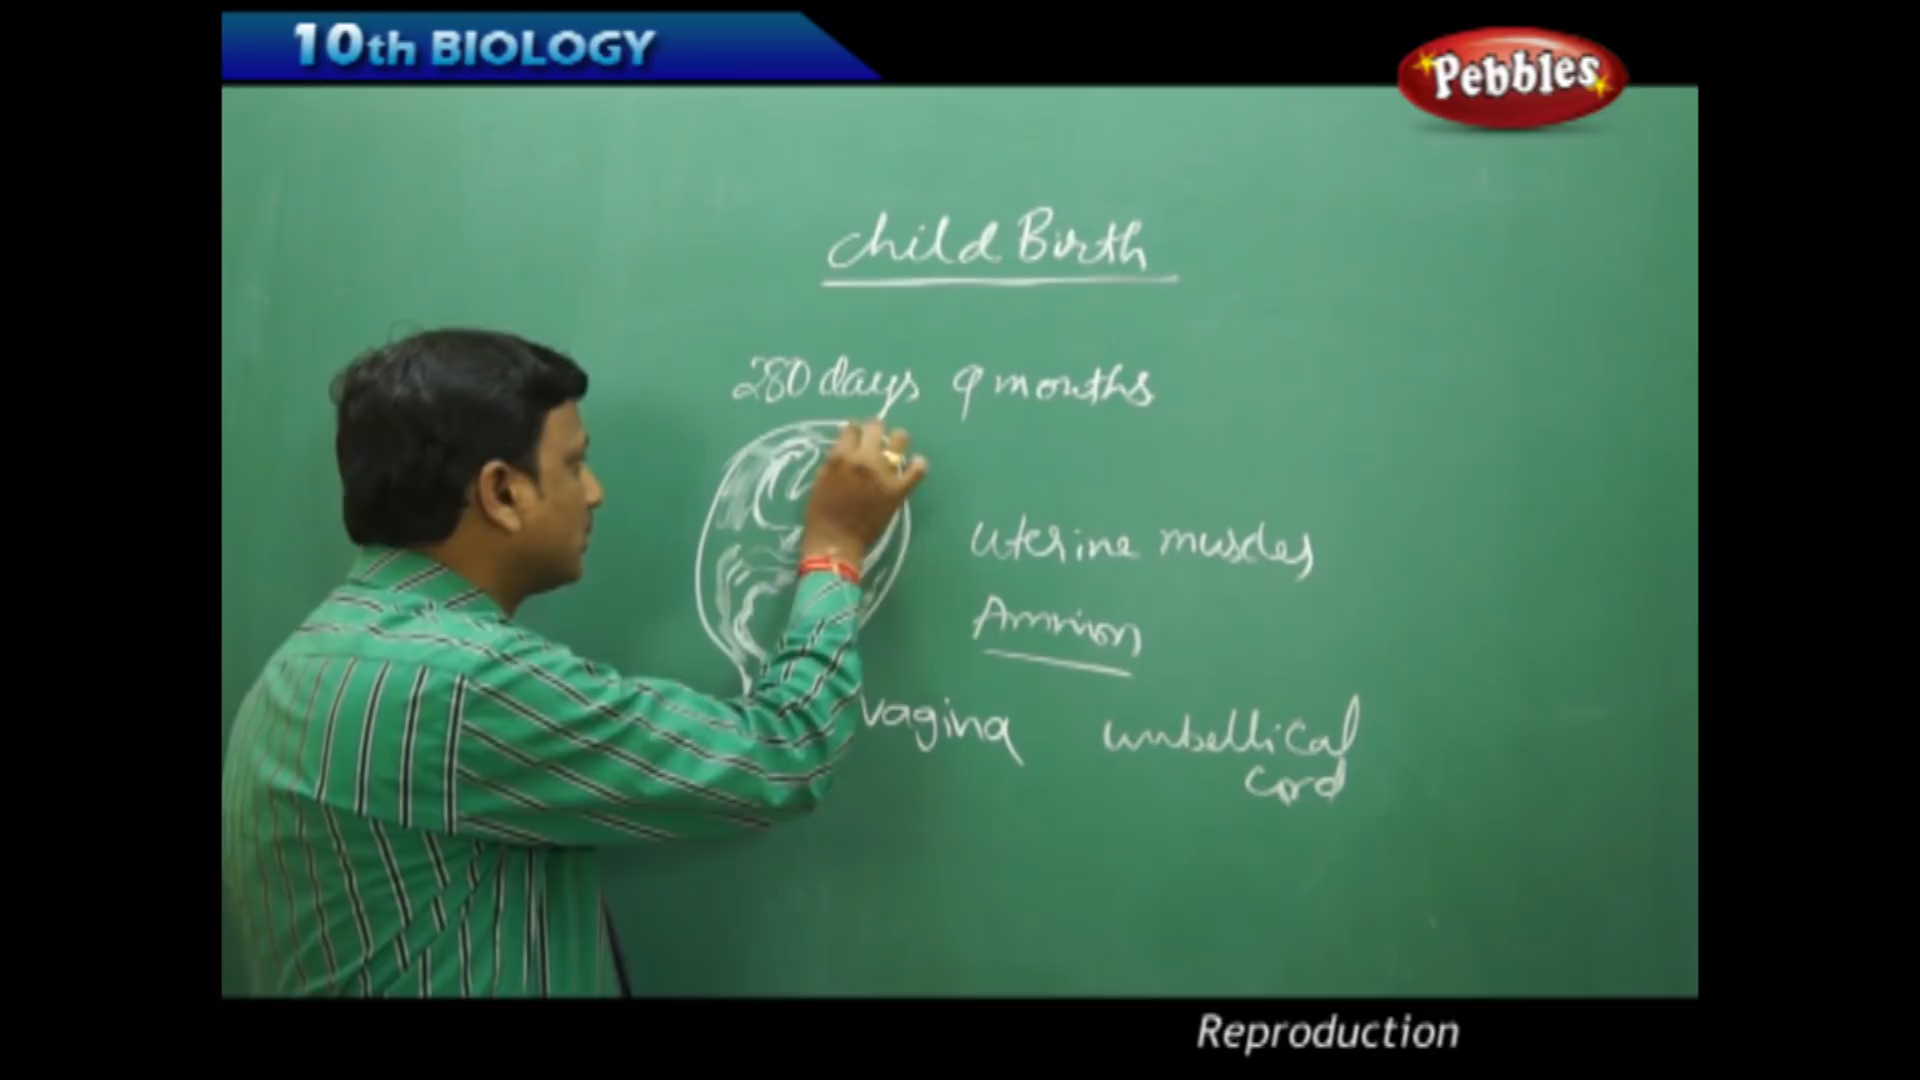 10th BIOLOGY
Pebbles
Child Birth
280 days 9 months
Uterine muscles
Amnion
vagina umbellical
cord
Reproduction